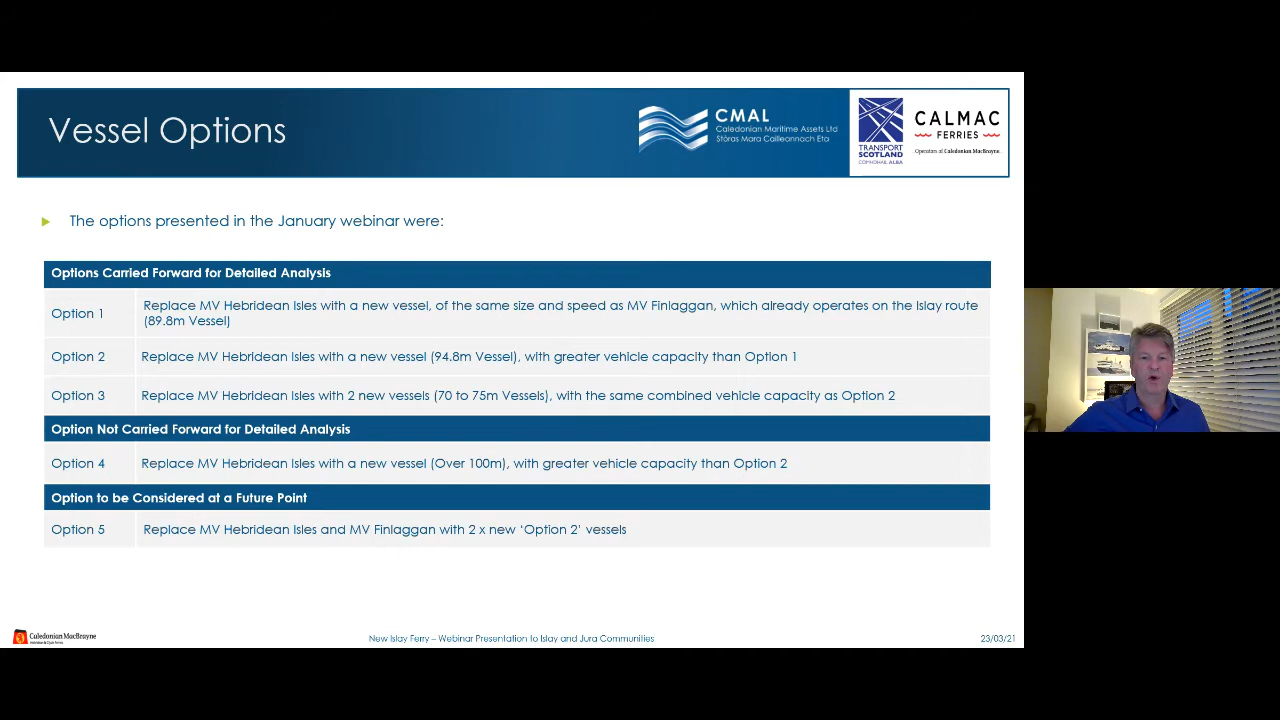 Vessel Options
CMAL
Caledonian Maritime Assets Ltd
Stòras Mara Cailleannach Eta
TRANSPORT
SCOTLAND
CÒMHDHAIL ALBA
CALMAC
FERRIES
Operators of Caledonian MacBrayne
The options presented in the January webinar were:
Options Carried Forward for Detailed Analysis
Option 1
Replace MV Hebridean Isles with a new vessel, of the same size and speed as MV Finlaggan, which already operates on the Islay route
(89.8m Vessel)
Option 2
Replace MV Hebridean Isles with a new vessel (94.8m Vessel), with greater vehicle capacity than Option 1
Option 3
Replace MV Hebridean Isles with 2 new vessels (70 to 75m Vessels), with the same combined vehicle capacity as Option 2
Option Not Carried Forward for Detailed Analysis
Option 4
Replace MV Hebridean Isles with a new vessel (Over 100m), with greater vehicle capacity than Option 2
Option to be Considered at a Future Point
Option 5
Replace MV Hebridean Isles and MV Finlaggan with 2 x new ‘Option 2’ vessels
Caledonian MacBrayne
New Islay Ferry – Webinar Presentation to Islay and Jura Communities
23/03/21